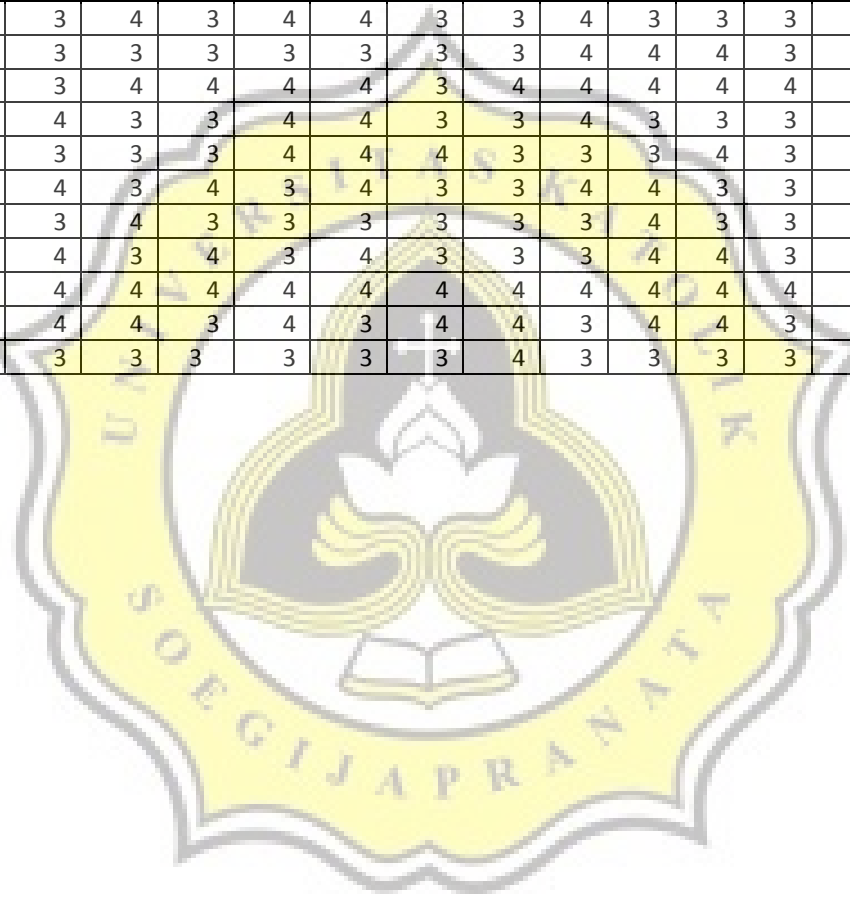 3 4 3 4 4 3 3 4 3 3 3
3 3 3 3 3 3 3 4 4 4 3
3 4 4 4 4 3 4 4 4 4 4
4 3 3 4 4 3 3 4 3 3 3
3 3 3 4 4 4 3 3 3 4 3
4 3 4 3 4 3 3 4 4 3 3
3 4 3 3 3 3 3 3 4 3 3
4 3 4 3 4 3 3 3 4 4 3
4 4 4 4 4 4 4 4 4 4 4
4 4 3 4 3 4 4 3 4 4 3
3 3 3 3 3 3 4 3 3 3 3
UNIVERSITAS KATOLIK
SOEGIJAPRANATA